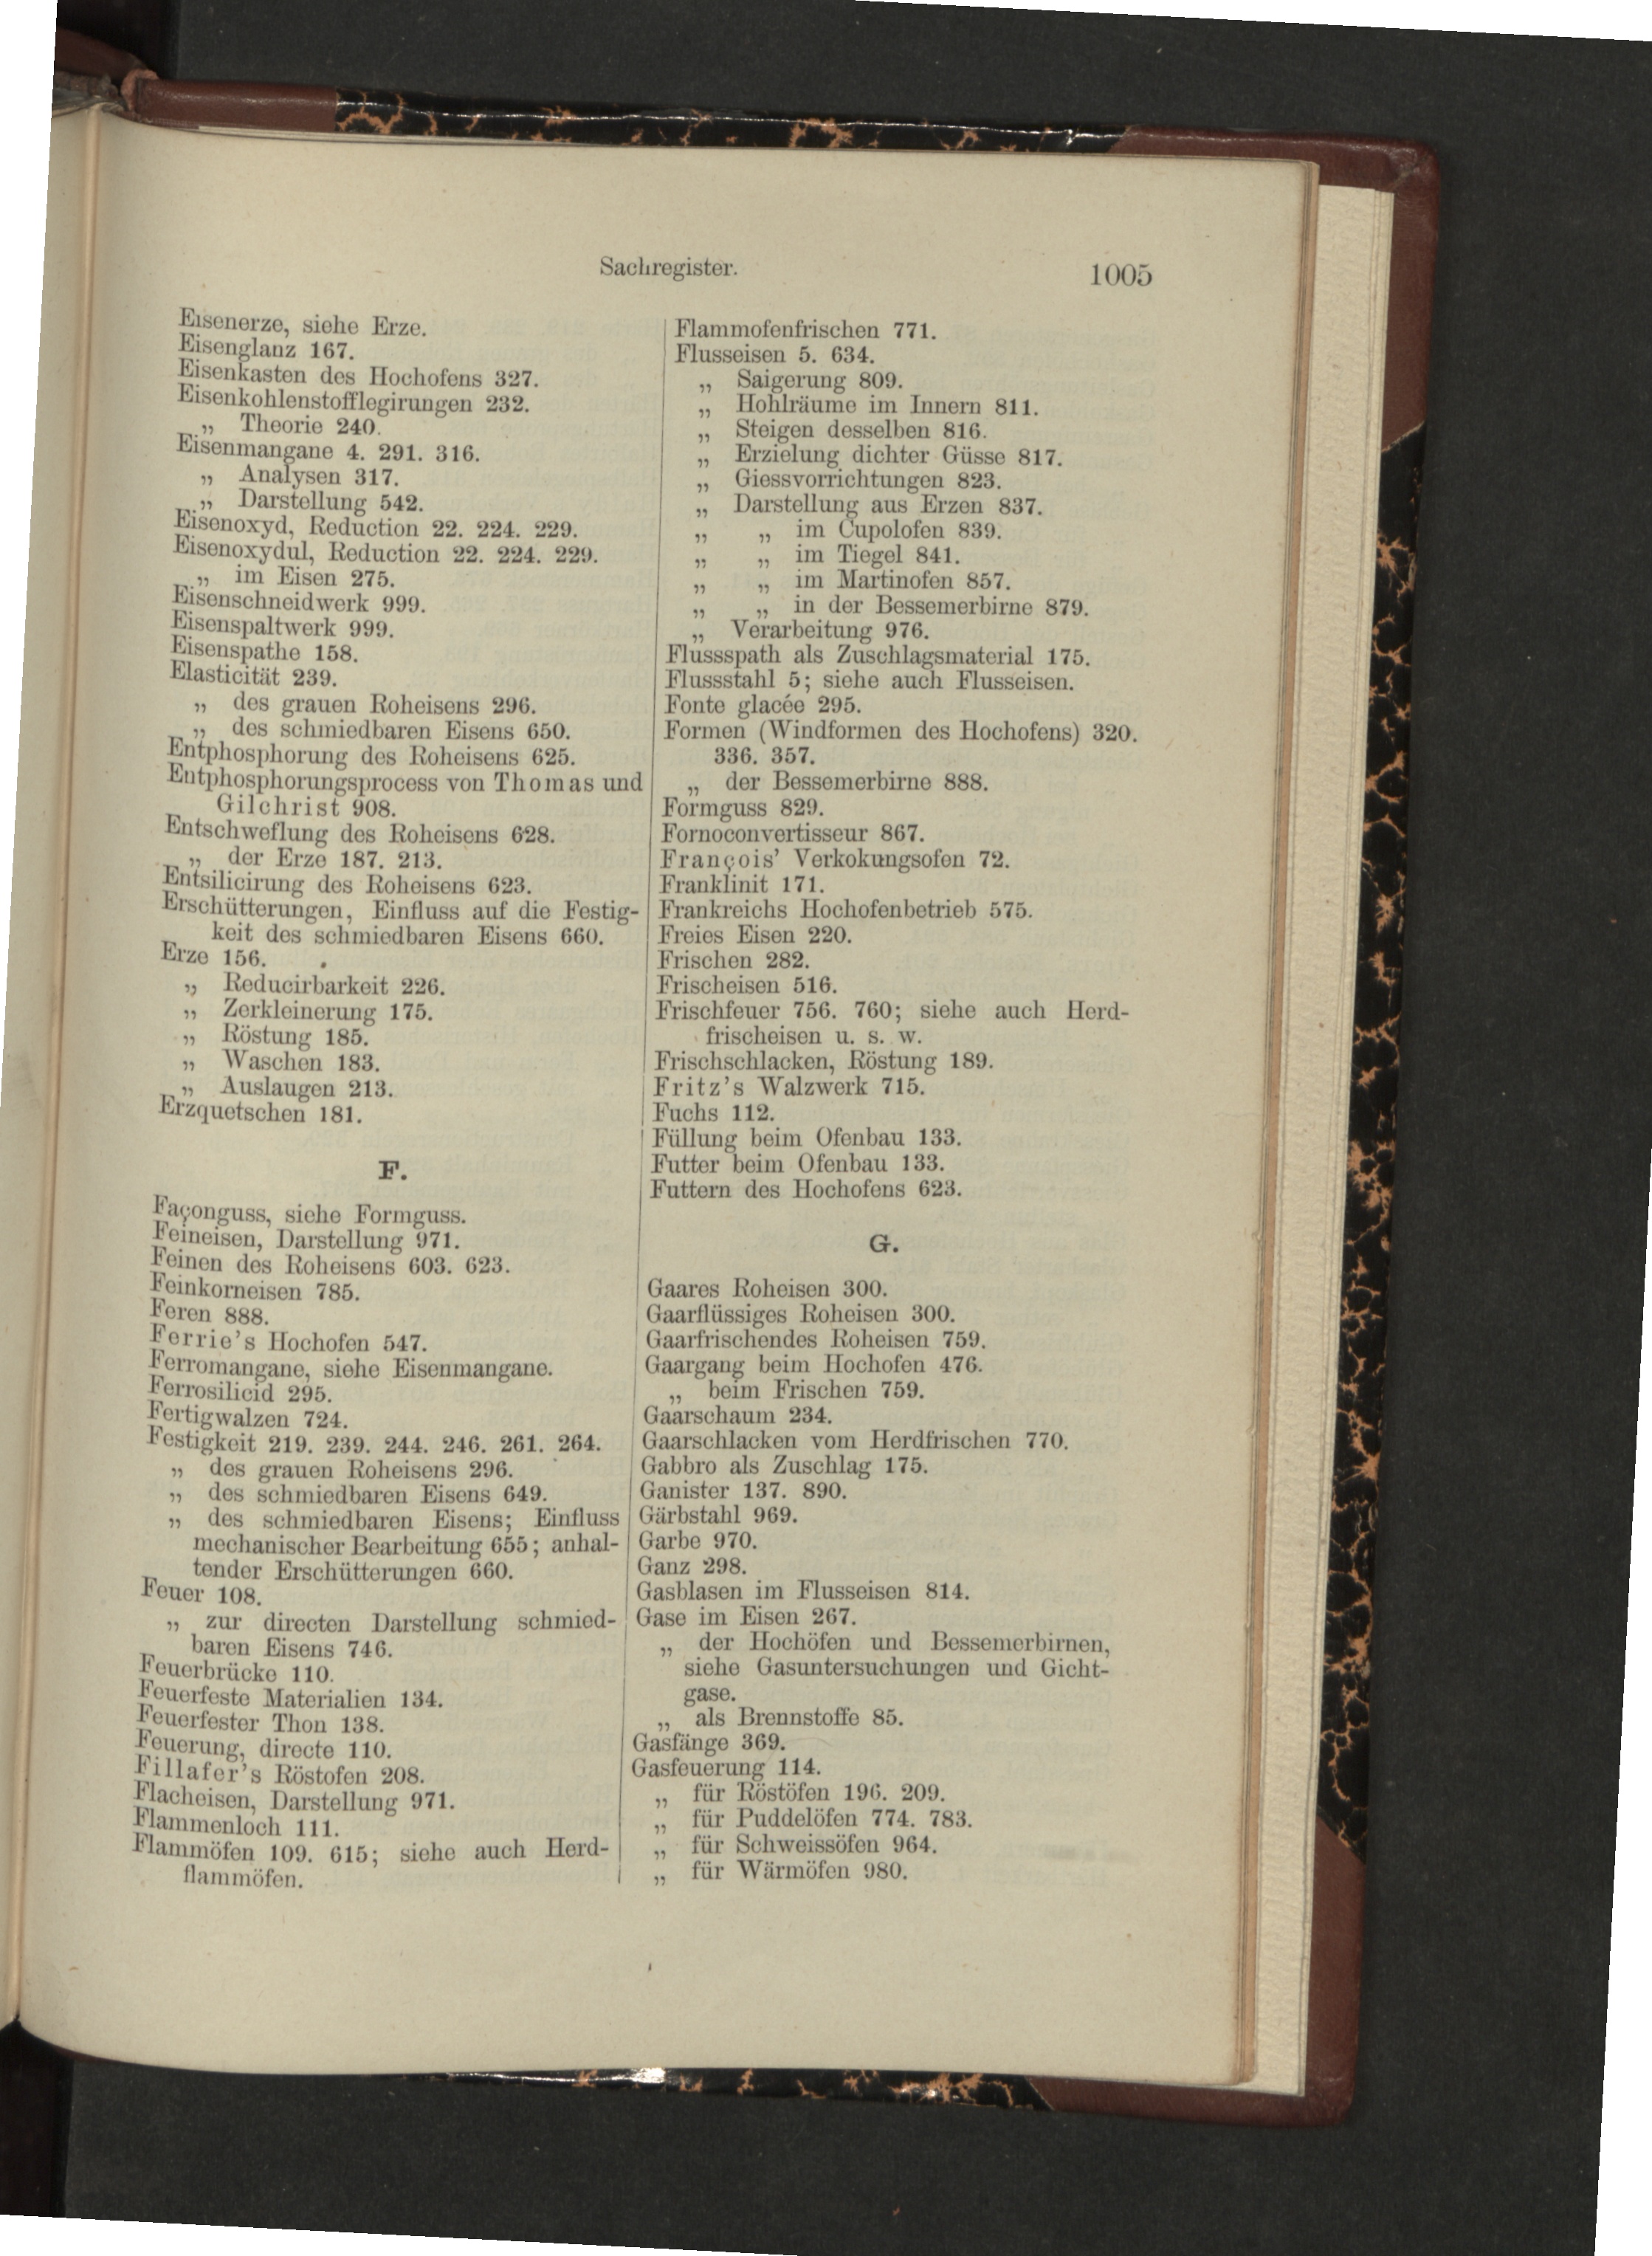 Sachregister.
1005
Eisenerze, siehe Erze.
Eisenglanz 167.
Eisenkasten des Hochofens 327.
Eisenkohlenstofflegirungen 232.
„ Theorie 240.
Eisenmangane 4. 291. 316.
„ Analysen 317.
„ Darstellung 542.
Eisenoxyd, Reduction 22. 224. 229.
Eisenoxydul, Reduction 22. 224. 229.
„ im Eisen 275.
Eisenschneidwerk 999.
Eisenspaltwerk 999.
Eisenspathe 158.
Elasticität 239.
„ des grauen Roheisens 296.
„ des schmiedbaren Eisens 650.
Entphosphorung des Roheisens 625.
Entphosphorungsprocess von Thomas und
Gilchrist 908.
Entschweflung des Roheisens 628.
„ der Erze 187. 213.
Entsilicirung des Roheisens 623.
Erschütterungen, Einfluss auf die Festig-
keit des schmiedbaren Eisens 660.
Erze 156.
„ Reducirbarkeit 226.
„ Zerkleinerung 175.
„ Röstung 185.
„ Waschen 183.
„ Auslaugen 213.
Erzquetschen 181.
F.
Façonguss, siehe Formguss.
Feineisen, Darstellung 971.
Feinen des Roheisens 603. 623.
Feinkorneisen 785.
Feren 888.
Ferrie's Hochofen 547.
Ferromangane, siehe Eisenmangane.
Ferrosilicid 295.
Fertigwalzen 724.
Festigkeit 219. 239. 244. 246. 261. 264.
„ des grauen Roheisens 296.
„ des schmiedbaren Eisens 649.
„ des schmiedbaren Eisens; Einfluss
mechanischer Bearbeitung 655; anhal-
tender Erschütterungen 660.
Feuer 108.
„ zur directen Darstellung schmied-
baren Eisens 746.
Feuerbrücke 110.
Feuerfeste Materialien 134.
Feuerfester Thon 138.
Feuerung, directe 110.
Fillafer's Röstofen 208.
Flacheisen, Darstellung 971.
Flammenloch 111.
Flammöfen 109. 615; siehe auch Herd-
flammöfen.
Flammofenfrischen 771.
Flusseisen 5. 634.
„ Saigerung 809.
„ Hohlräume im Innern 811.
„ Steigen desselben 816.
„ Erzielung dichter Güsse 817.
„ Giessvorrichtungen 823.
„ Darstellung aus Erzen 837.
„ „ im Cupolofen 839.
„ „ im Tiegel 841.
„ „ im Martinofen 857.
„ „ in der Bessemerbirne 879.
„ Verarbeitung 976.
Flussspath als Zuschlagsmaterial 175.
Flussstahl 5; siehe auch Flusseisen.
Fonte glacée 295.
Formen (Windformen des Hochofens) 320.
336. 357.
„ der Bessemerbirne 888.
Formguss 829.
Fornoconvertisseur 867.
François' Verkokungsofen 72.
Franklinit 171.
Frankreichs Hochofenbetrieb 575.
Freies Eisen 220.
Frischen 282.
Frischeisen 516.
Frischfeuer 756. 760; siehe auch Herd-
frischeisen u. s. w.
Frischschlacken, Röstung 189.
Fritz's Walzwerk 715.
Fuchs 112.
Füllung beim Ofenbau 133.
Futter beim Ofenbau 133.
Futtern des Hochofens 623.
G.
Gaares Roheisen 300.
Gaarflüssiges Roheisen 300.
Gaarfrischendes Roheisen 759.
Gaargang beim Hochofen 476.
„ beim Frischen 759.
Gaarschaum 234.
Gaarschlacken vom Herdfrischen 770.
Gabbro als Zuschlag 175.
Ganister 137. 890.
Gärbstahl 969.
Garbe 970.
Ganz 298.
Gasblasen im Flusseisen 814.
Gase im Eisen 267.
„ der Hochöfen und Bessemerbirnen,
siehe Gasuntersuchungen und Gicht-
gase.
„ als Brennstoffe 85.
Gasfänge 369.
Gasfeuerung 114.
„ für Röstöfen 196. 209.
„ für Puddelöfen 774. 783.
„ für Schweissöfen 964.
„ für Wärmöfen 980.